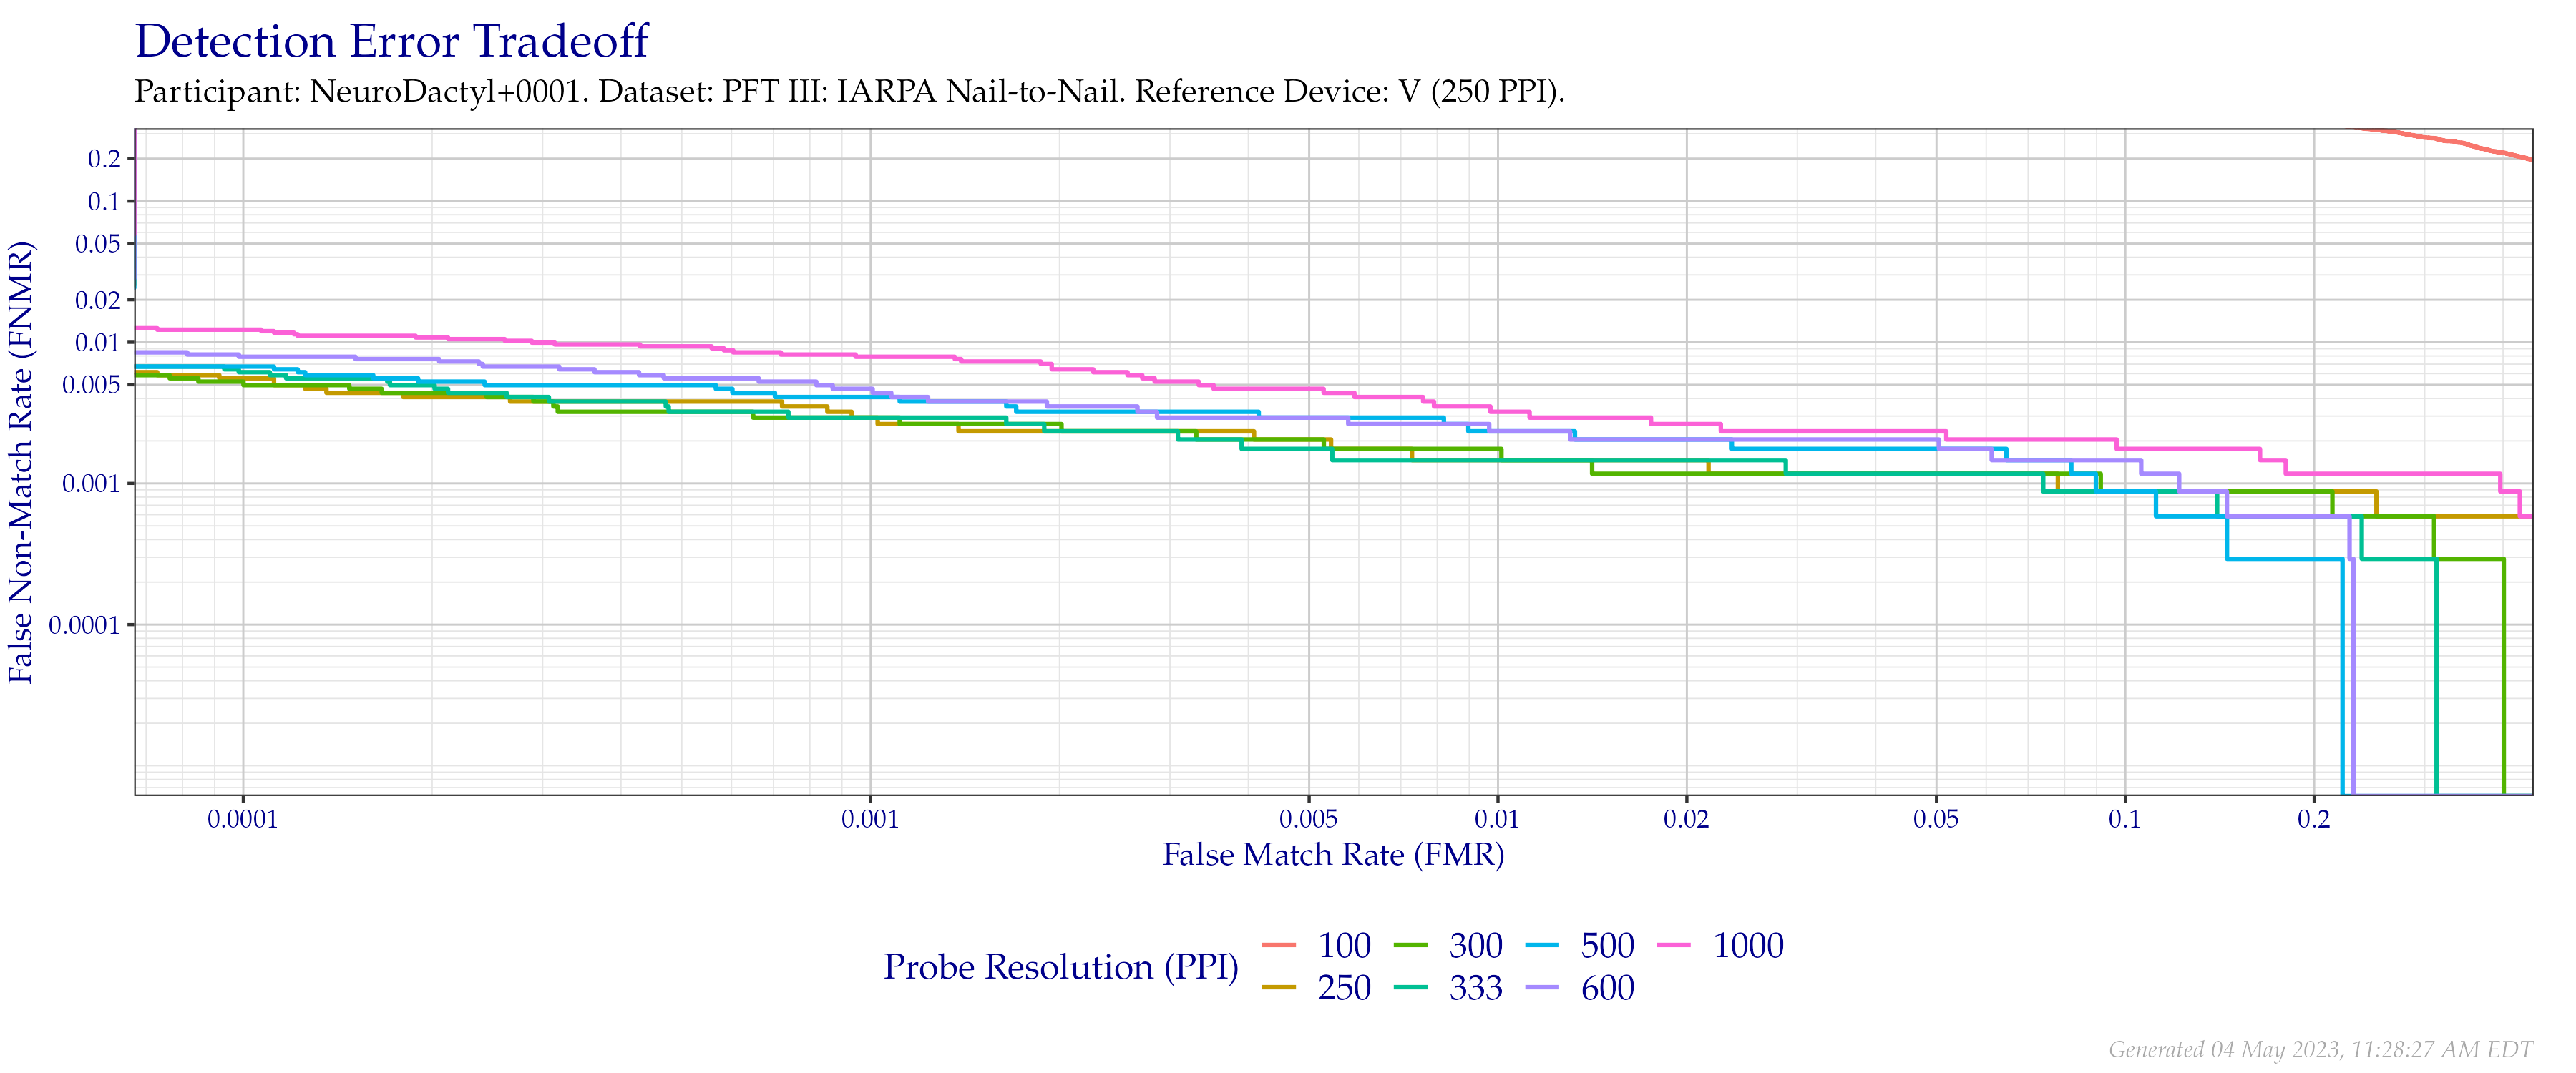 Detection Error Tradeoff
Participant: NeuroDactyl+0001. Dataset: PFT III: IARPA Nail-to-Nail. Reference Device: V (250 PPI).
False Non-Match Rate (FNMR)
0.2
0.1
0.05
0.02
0.01
0.005
0.001
0.0001
0.0001 0.001 0.005 0.01 0.02 0.05 0.1 0.2
False Match Rate (FMR)
Probe Resolution (PPI)
100 300 500 1000
250 333 600
Generated 04 May 2023, 11:28:27 AM EDT